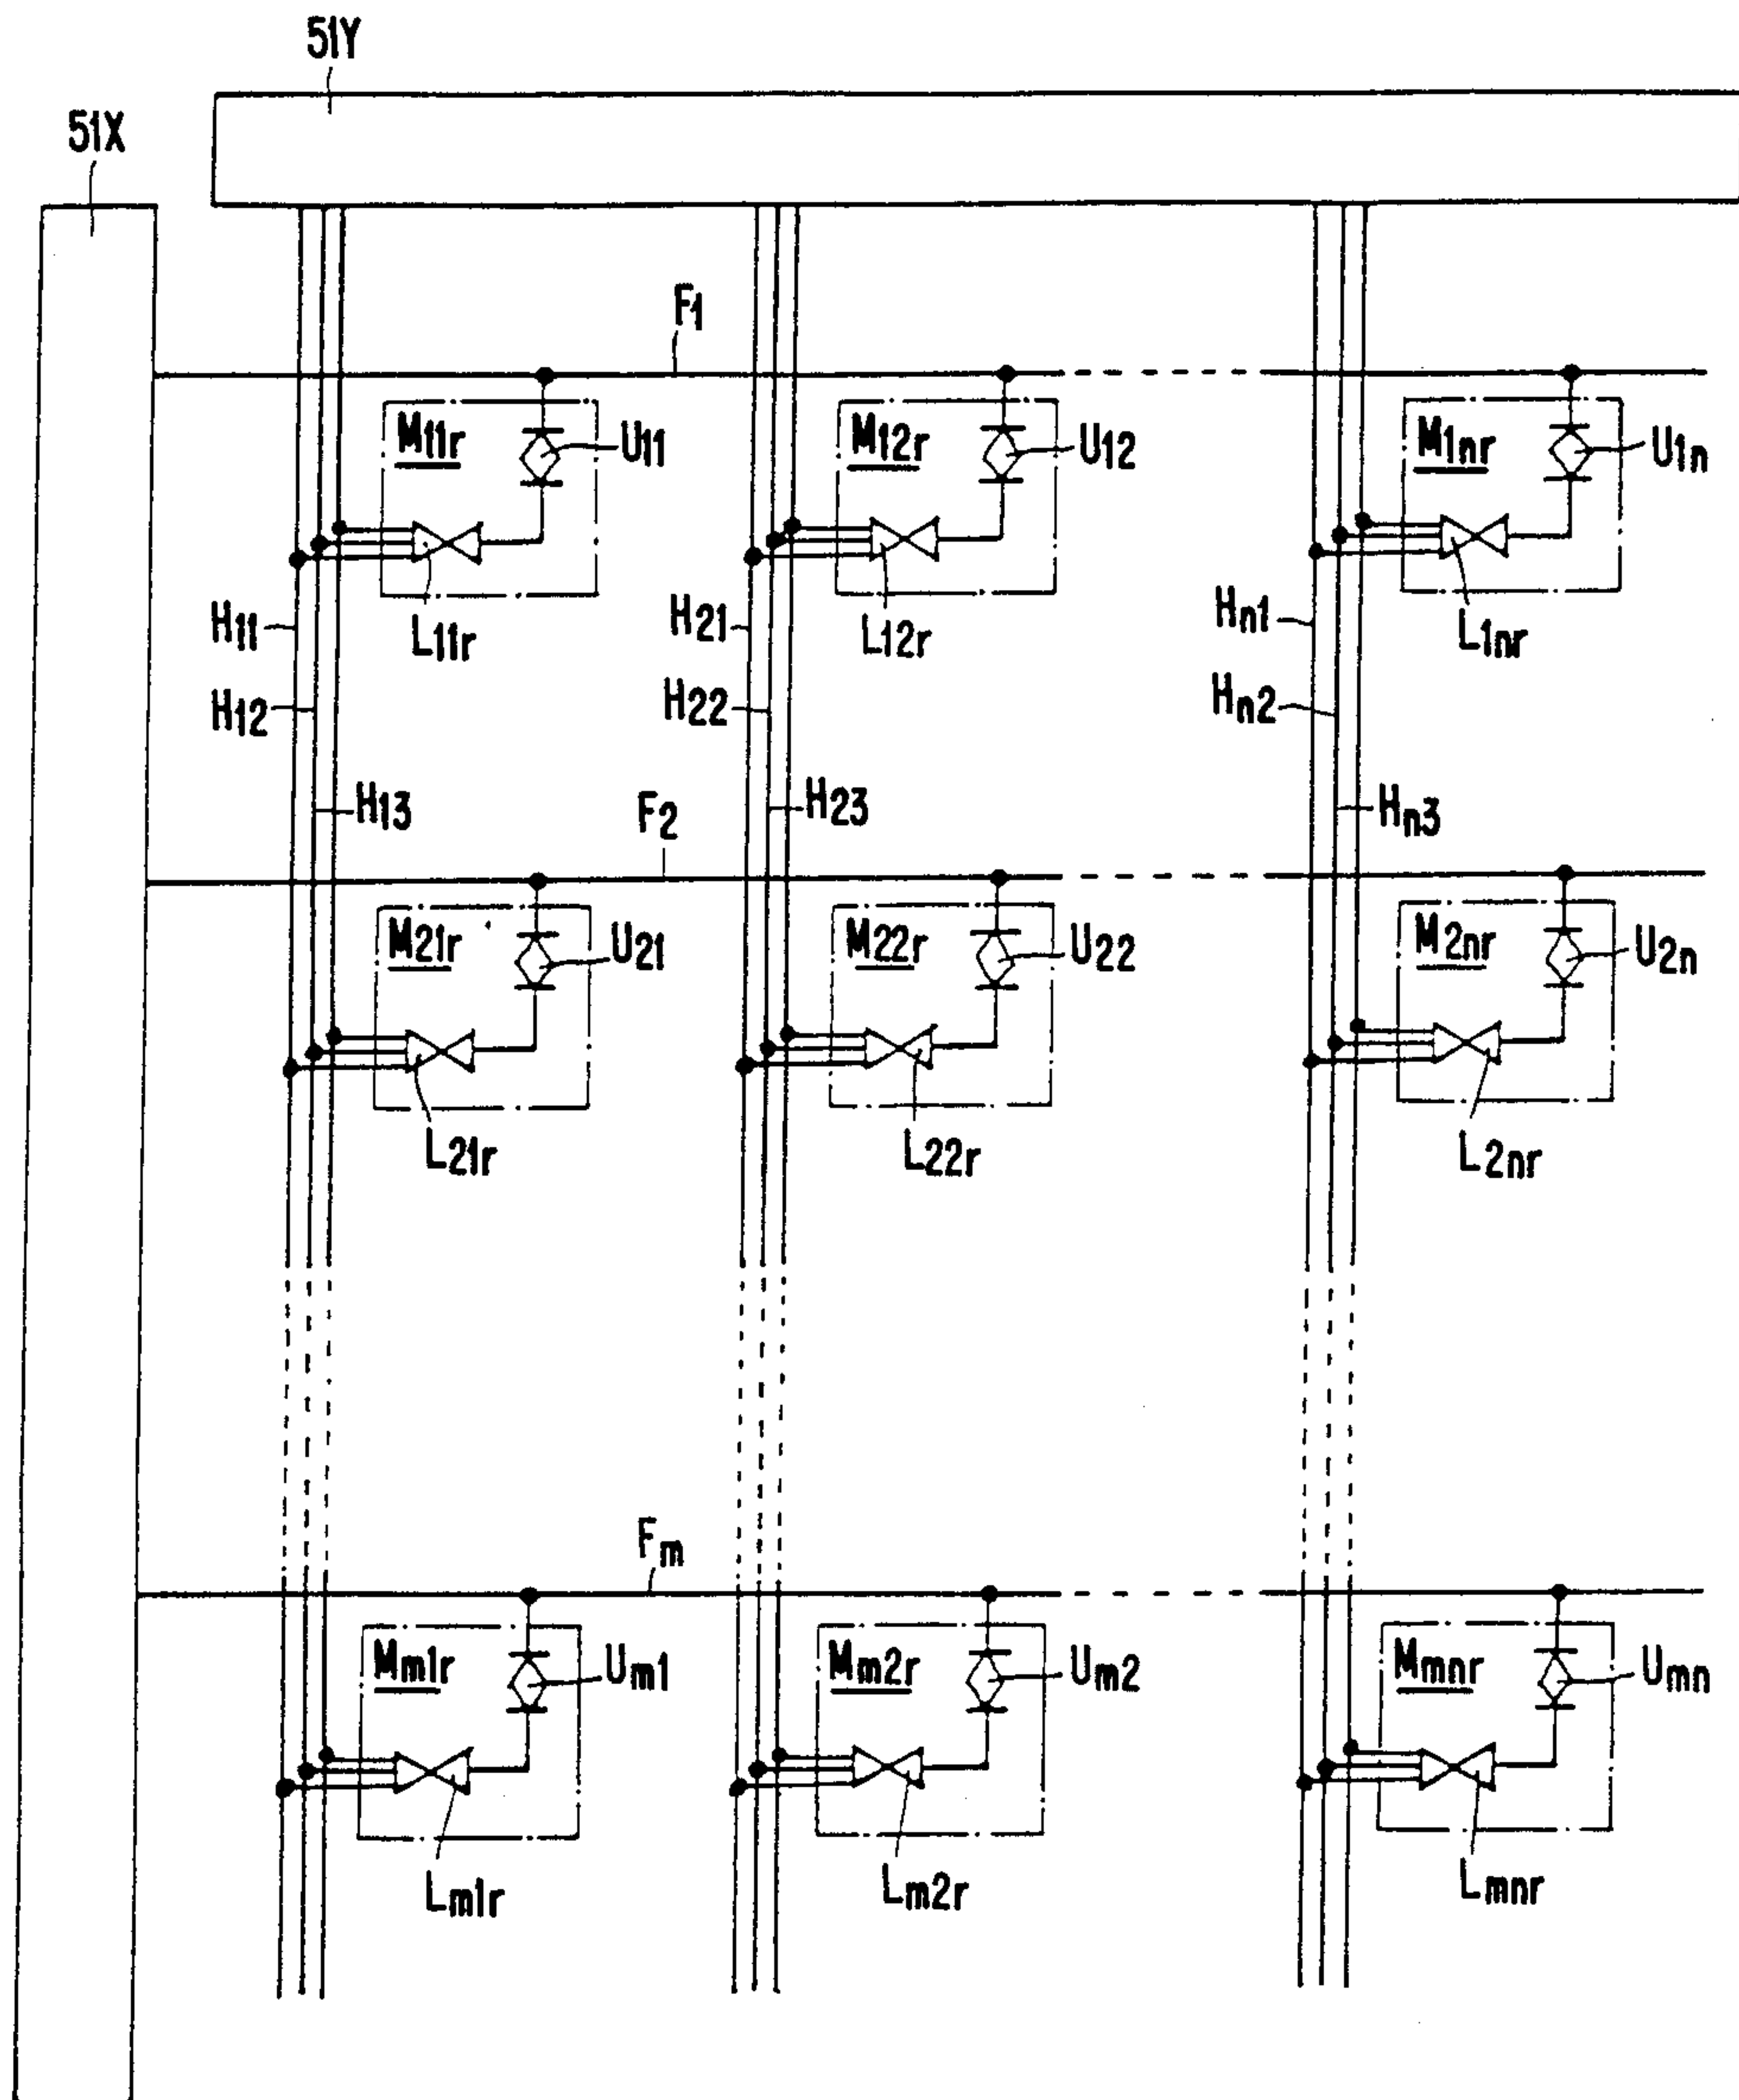 51Y
51X
F1
M11r U11 M12r U12 M1nr U1n
H11 L11r H21 L12r Hn1 L1nr
H12 H22 Hn2
H13 F2 H23 Hn3
M21r U21 M22r U22 M2nr U2n
L21r L22r L2nr
Fm
Mm1r Um1 Mm2r Um2 Mmnr Umn
Lm1r Lm2r Lmnr